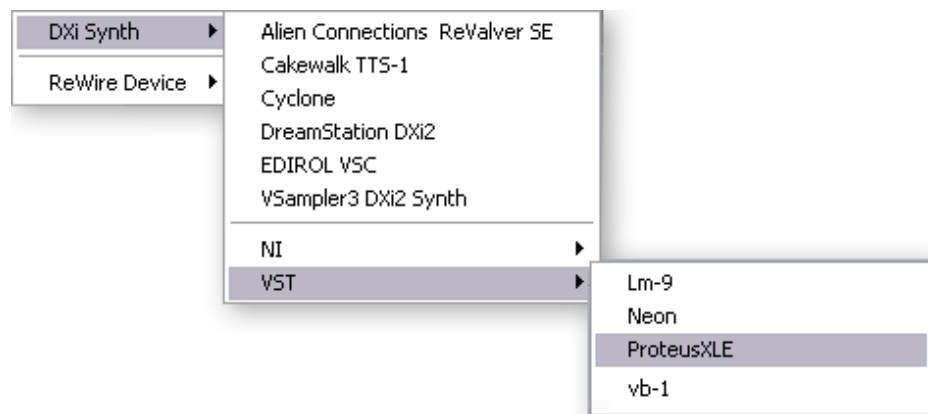 DXi Synth
ReWire Device
Alien Connections ReValver SE
Cakewalk TTS-1
Cyclone
DreamStation DXi2
EDIROL VSC
VSampler3 DXi2 Synth
NI
VST
Lm-9
Neon
ProteusXLE
vb-1